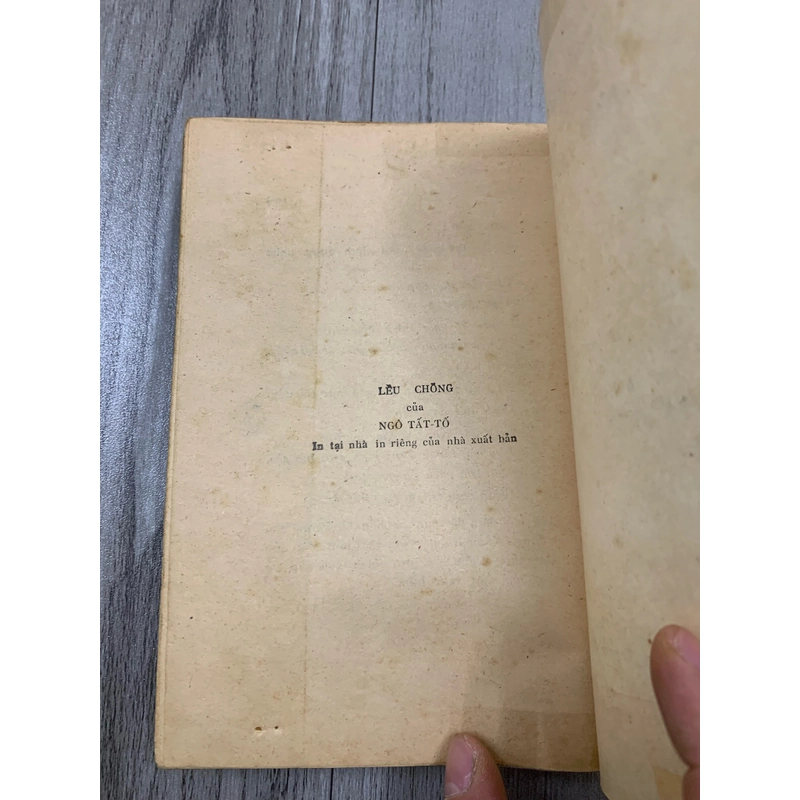 LỀU CHÕNG
của
NGÔ TẤT-TỐ
In tại nhà in riêng của nhà xuất bản